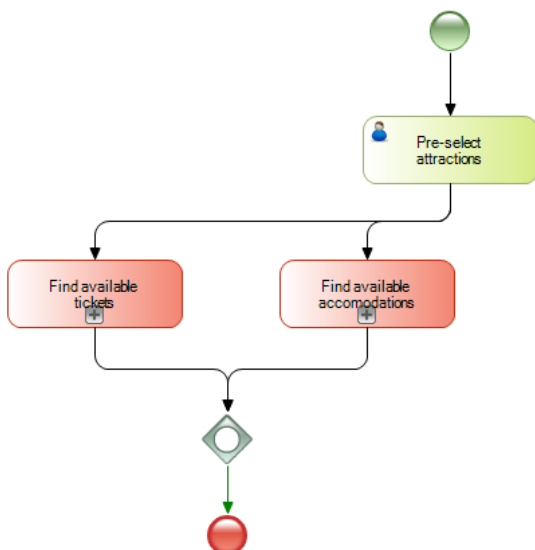 Pre-select
attractions
Find available
tickets
Find available
accomodations